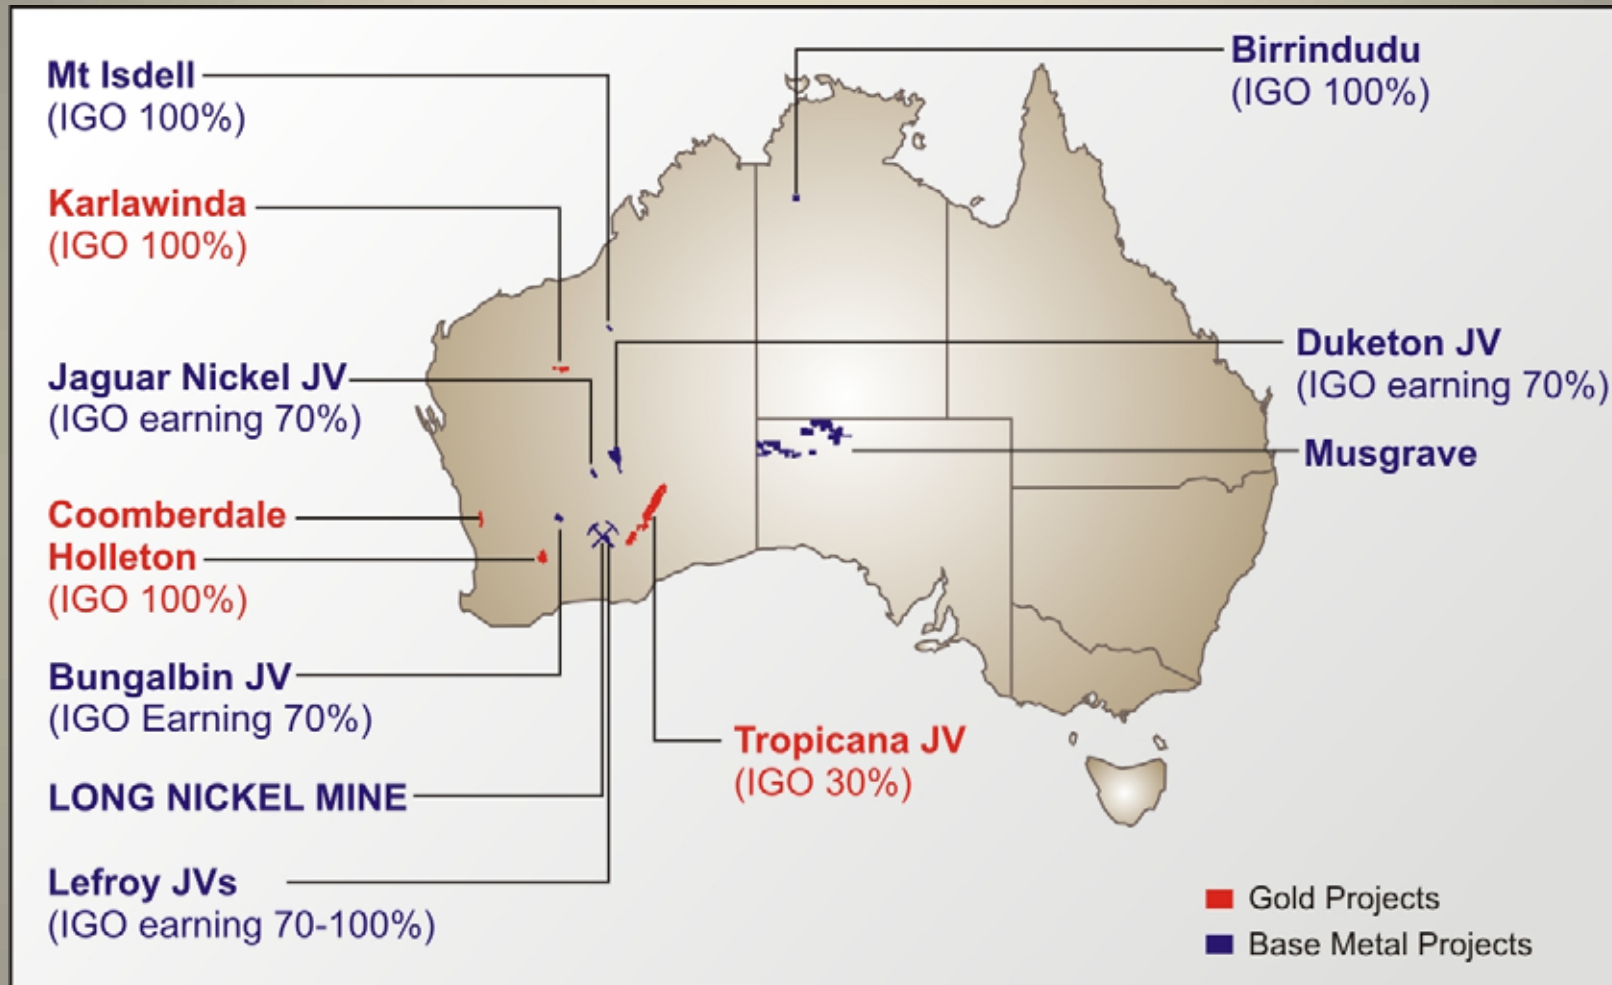 Mt Isdell
(IGO 100%)
Karlawinda
(IGO 100%)
Jaguar Nickel JV
(IGO earning 70%)
Coomberdale
Holleton
(IGO 100%)
Bungalbin JV
(IGO Earning 70%)
LONG NICKEL MINE
Lefroy JVs
(IGO earning 70-100%)
Birrindudu
(IGO 100%)
Duketon JV
(IGO earning 70%)
Musgrave
Tropicana JV
(IGO 30%)
Gold Projects
Base Metal Projects